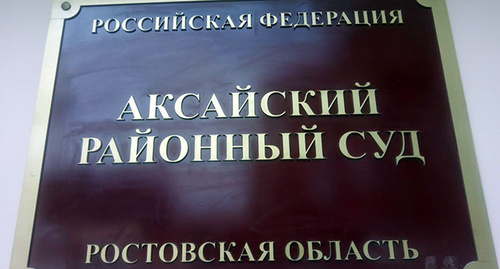 РОССИЙСКАЯ ФЕДЕРАЦИЯ
АКСАЙСКИЙ
РАЙОННЫЙ СУД
РОСТОВСКАЯ ОБЛАСТЬ